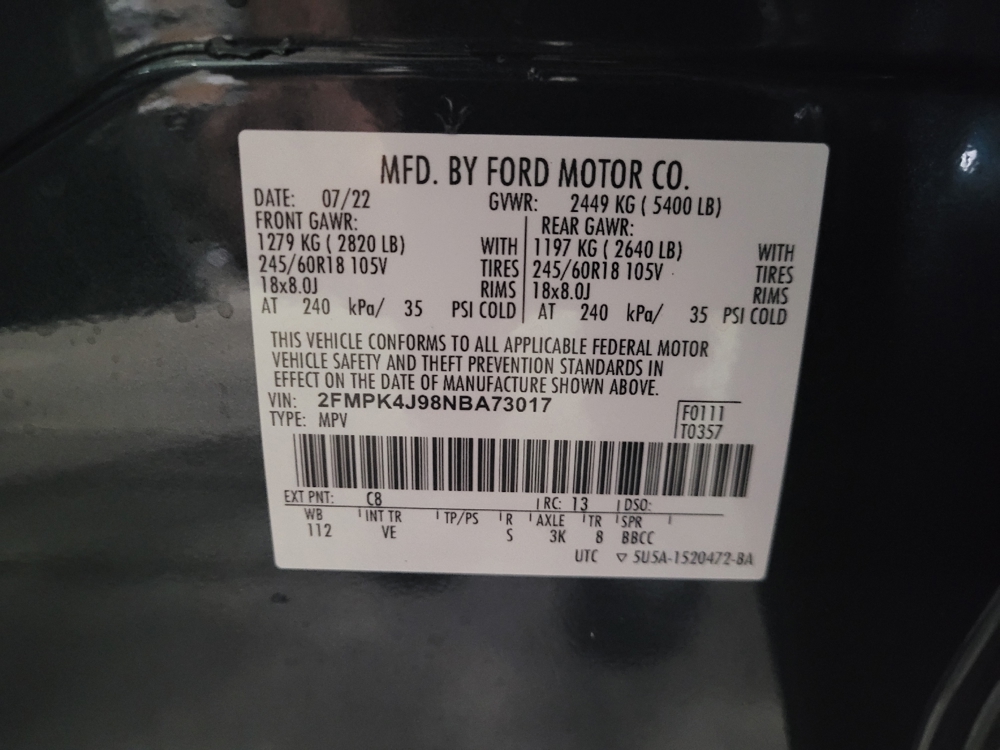 MFD. BY FORD MOTOR CO.
DATE: 07/22 GVWR: 2449 KG ( 5400 LB)
FRONT GAWR: REAR GAWR:
1279 KG ( 2820 LB) WITH 1197 KG ( 2640 LB) WITH
245/60R18 105V TIRES 245/60R18 105V TIRES
18x8.0J RIMS 18x8.0J RIMS
AT 240 kPa/ 35 PSI COLD AT 240 kPa/ 35 PSI COLD
THIS VEHICLE CONFORMS TO ALL APPLICABLE FEDERAL MOTOR
VEHICLE SAFETY AND THEFT PREVENTION STANDARDS IN
EFFECT ON THE DATE OF MANUFACTURE SHOWN ABOVE.
VIN: 2FMPK4J98NBA73017 F0111
TYPE: MPV T0357
EXT PNT: C8 RC: 13 DSO:
WB INT TR TP/PS R AXLE TR SPR
112 VE S 3K 8 BBCC
UTC ▽ 5U5A-1520472-BA